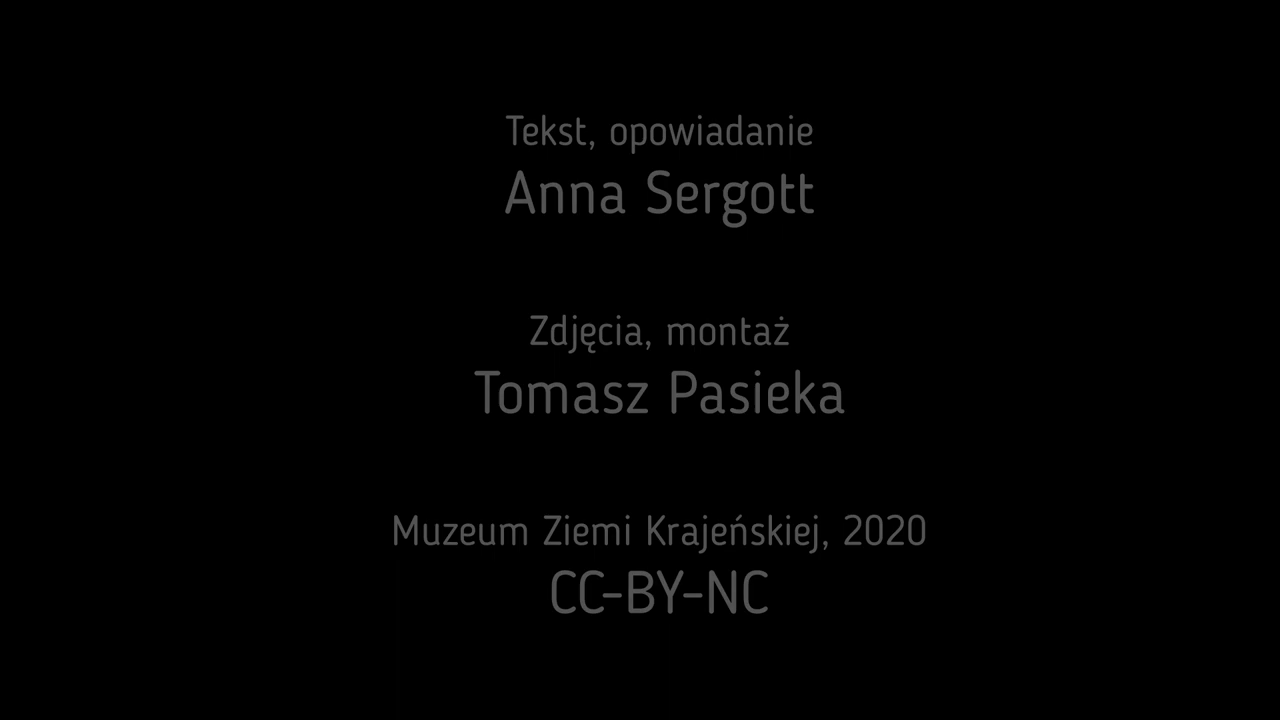 Tekst, opowiadanie
Anna Sergott
Zdjęcia, montaż
Tomasz Pasieka
Muzeum Ziemi Krajeńskiej, 2020
CC-BY-NC